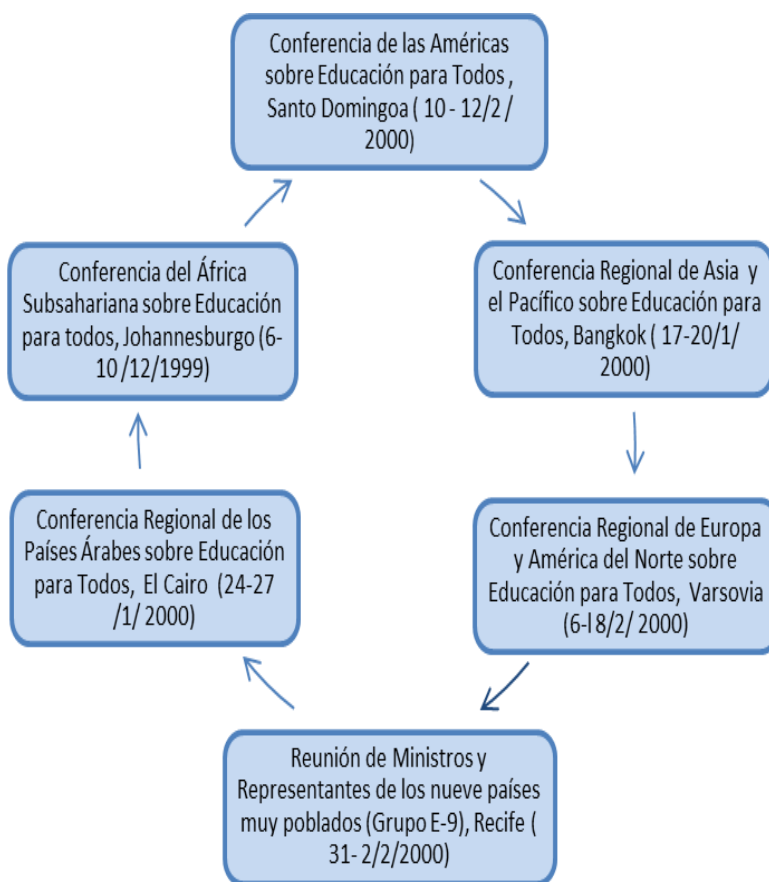 Conferencia de las Américas
sobre Educación para Todos ,
Santo Domingoa ( 10 - 12/2 /
2000)
Conferencia Regional de Asia y
el Pacífico sobre Educación para
Todos, Bangkok ( 17-20/1/
2000)
Conferencia Regional de Europa
y América del Norte sobre
Educación para Todos, Varsovia
(6-l 8/2/ 2000)
Reunión de Ministros y
Representantes de los nueve países
muy poblados (Grupo E-9), Recife (
31- 2/2/2000)
Conferencia Regional de los
Países Árabes sobre Educación
para Todos, El Cairo (24-27
/1/ 2000)
Conferencia del África
Subsahariana sobre Educación
para todos, Johannesburgo (6-
10 /12/1999)